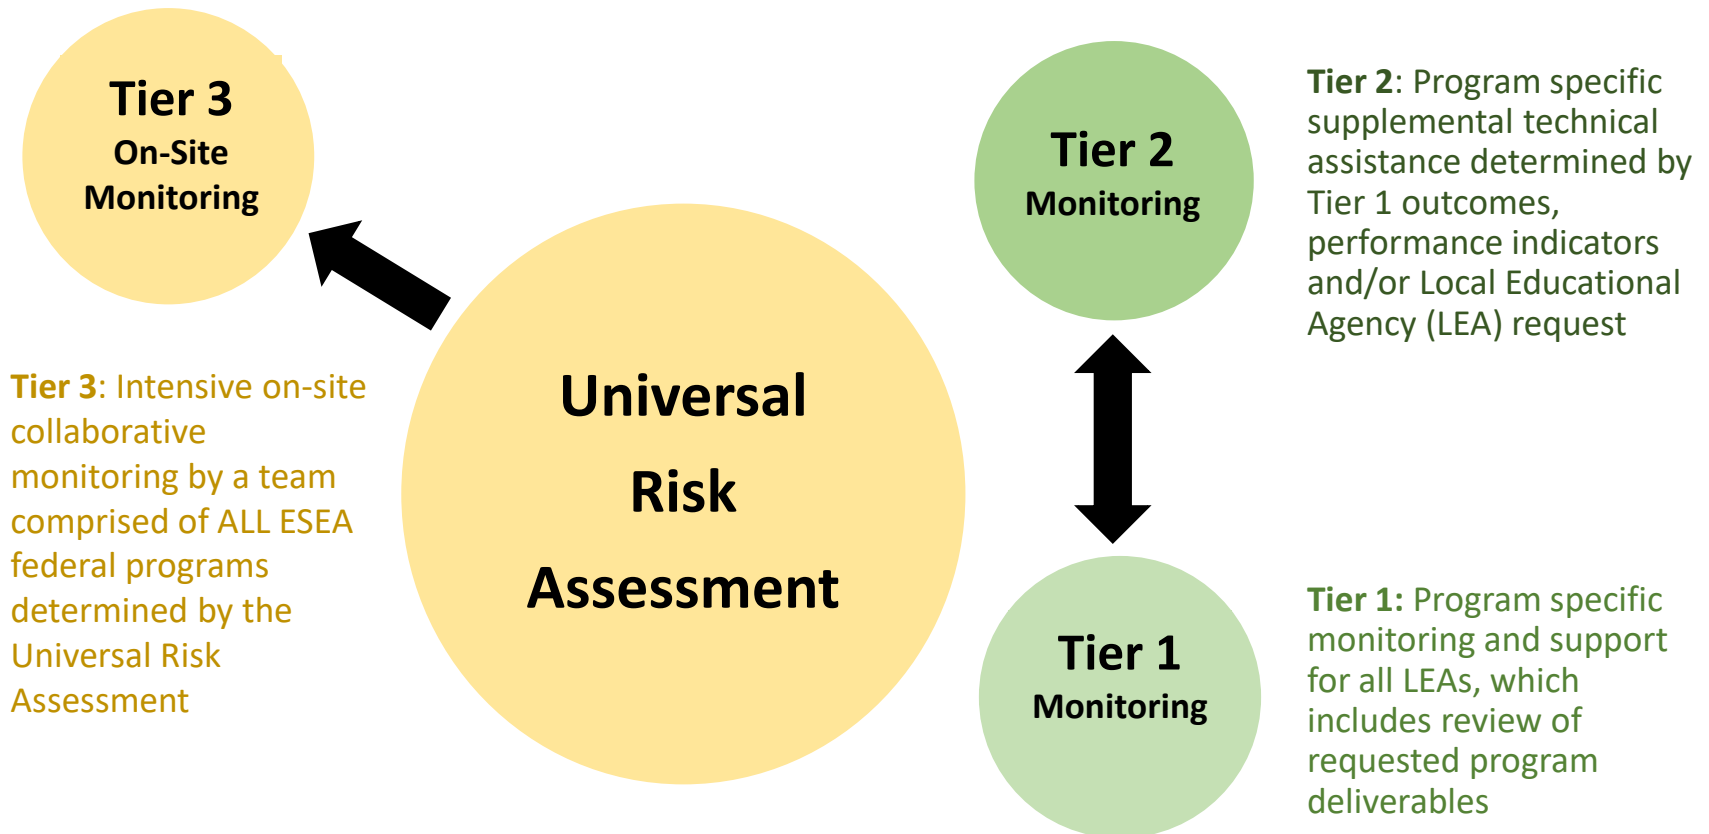 Tier 3
On-Site
Monitoring
Tier 3: Intensive on-site
collaborative
monitoring by a team
comprised of ALL ESEA
federal programs
determined by the
Universal Risk
Assessment
Universal
Risk
Assessment
Tier 2
Monitoring
Tier 2: Program specific
supplemental technical
assistance determined by
Tier 1 outcomes,
performance indicators
and/or Local Educational
Agency (LEA) request
Tier 1
Monitoring
Tier 1: Program specific
monitoring and support
for all LEAs, which
includes review of
requested program
deliverables